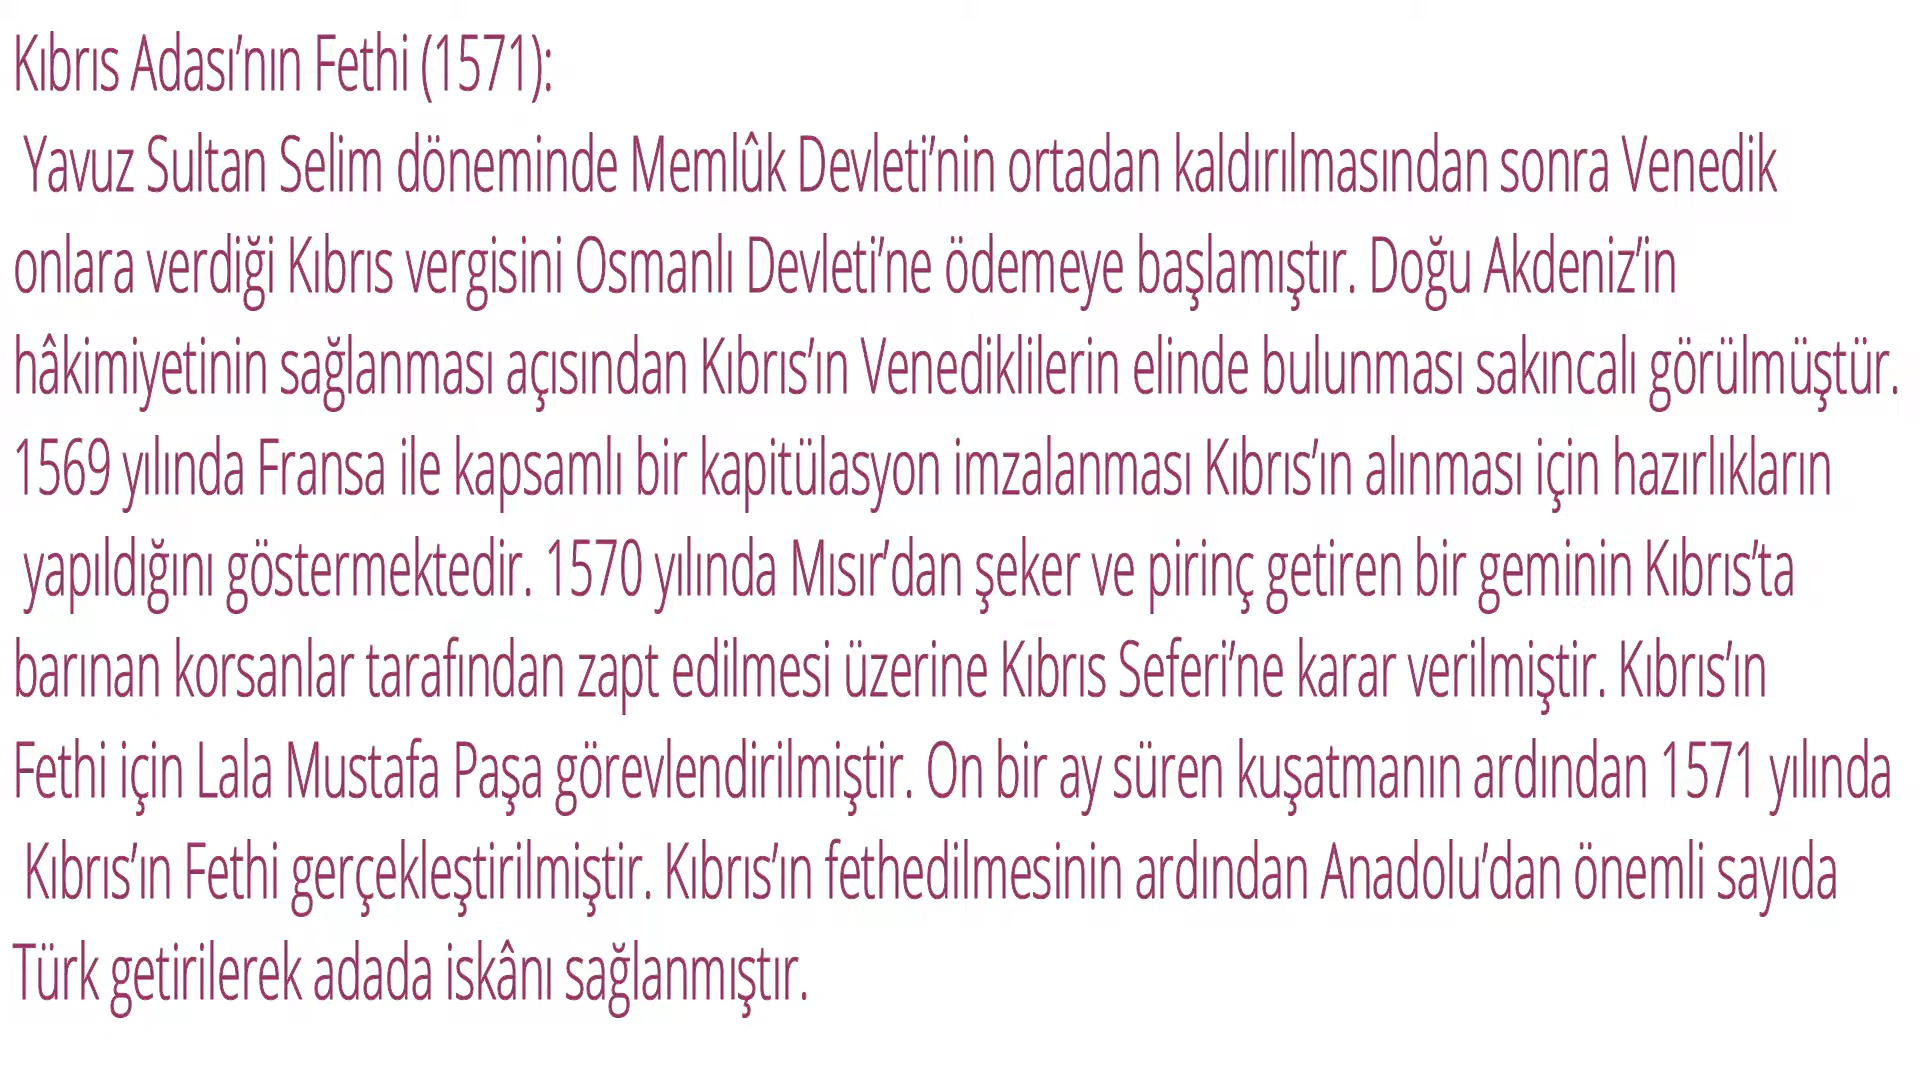 Kıbrıs Adası’nın Fethi (1571):
Yavuz Sultan Selim döneminde Memlûk Devleti’nin ortadan kaldırılmasından sonra Venedik
onlara verdiği Kıbrıs vergisini Osmanlı Devleti’ne ödemeye başlamıştır. Doğu Akdeniz’in
hâkimiyetinin sağlanması açısından Kıbrıs’ın Venediklilerin elinde bulunması sakıncalı görülmüştür.
1569 yılında Fransa ile kapsamlı bir kapitülasyon imzalanması Kıbrıs’ın alınması için hazırlıkların
yapıldığını göstermektedir. 1570 yılında Mısır’dan şeker ve pirinç getiren bir geminin Kıbrıs’ta
barınan korsanlar tarafından zapt edilmesi üzerine Kıbrıs Seferi’ne karar verilmiştir. Kıbrıs’ın
Fethi için Lala Mustafa Paşa görevlendirilmiştir. On bir ay süren kuşatmanın ardından 1571 yılında
Kıbrıs’ın Fethi gerçekleştirilmiştir. Kıbrıs’ın fethedilmesinin ardından Anadolu’dan önemli sayıda
Türk getirilerek adada iskânı sağlanmıştır.